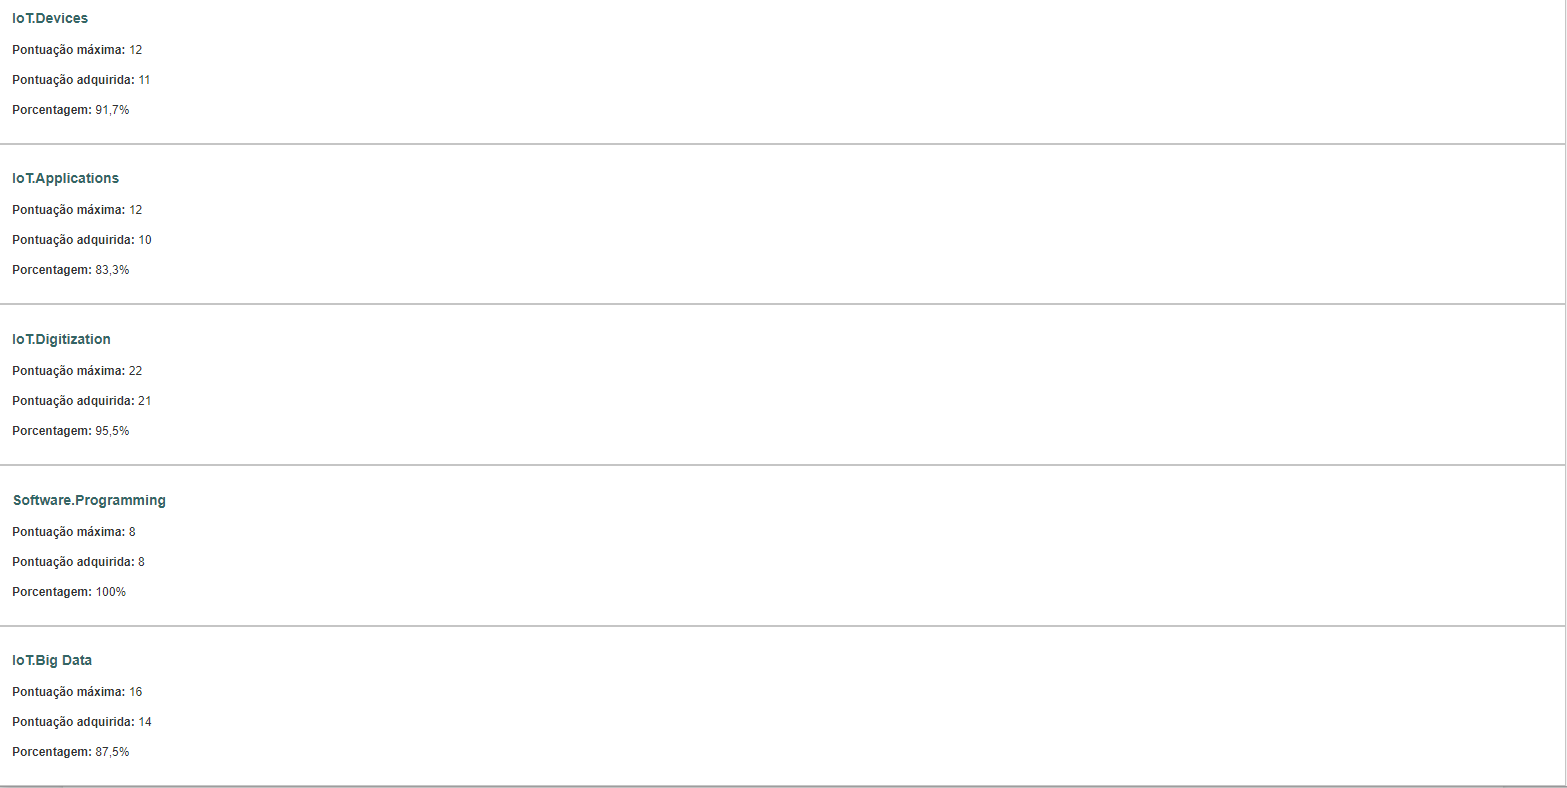 IoT.Devices
Pontuação máxima: 12
Pontuação adquirida: 11
Porcentagem: 91,7%
IoT.Applications
Pontuação máxima: 12
Pontuação adquirida: 10
Porcentagem: 83,3%
IoT.Digitization
Pontuação máxima: 22
Pontuação adquirida: 21
Porcentagem: 95,5%
Software.Programming
Pontuação máxima: 8
Pontuação adquirida: 8
Porcentagem: 100%
IoT.Big Data
Pontuação máxima: 16
Pontuação adquirida: 14
Porcentagem: 87,5%